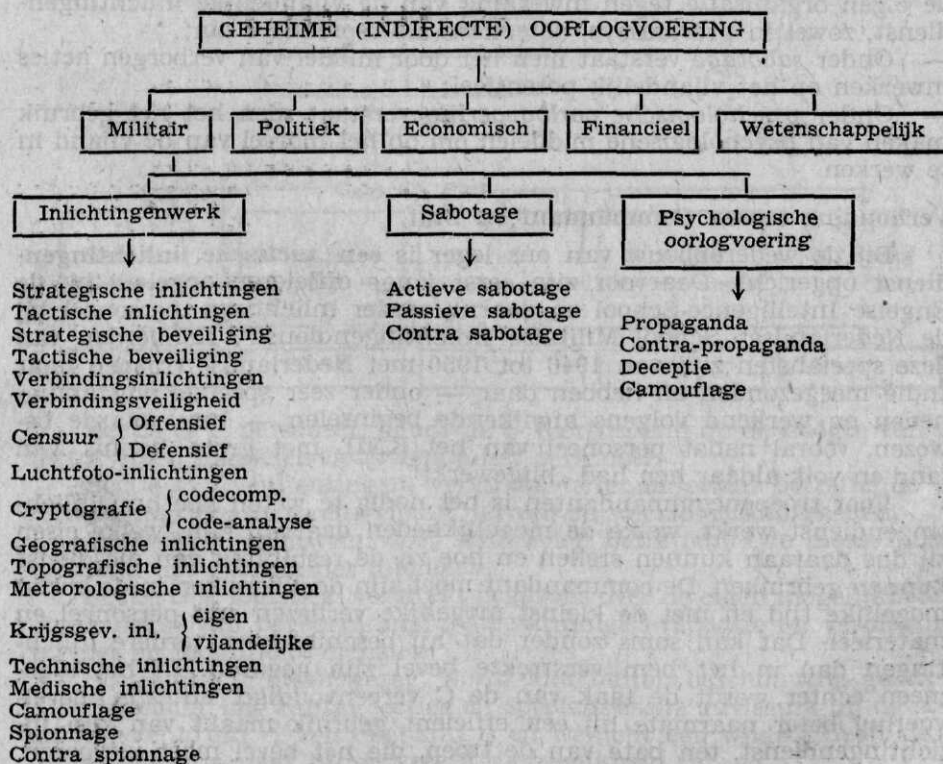 GEHEIME (INDIRECTE) OORLOGVOERING
Militair
Politiek
Economisch
Financieel
Wetenschappelijk
Inlichtingenwerk
Sabotage
Psychologische
oorlogvoering
Strategische inlichtingen
Tactische inlichtingen
Strategische beveiliging
Tactische beveiliging
Verbindingsinlichtingen
Verbindingsveiligheid
Censuur { Offensief
Defensief
Luchtfoto-inlichtingen
Cryptografie { codecomp.
code-analyse
Geografische inlichtingen
Topografische inlichtingen
Meteorologische inlichtingen
Krijgsgev. inl. { eigen
vijandelijke
Technische inlichtingen
Medische inlichtingen
Camouflage
Spionnage
Contra spionnage
Actieve sabotage
Passieve sabotage
Contra sabotage
Propaganda
Contra-propaganda
Deceptie
Camouflage